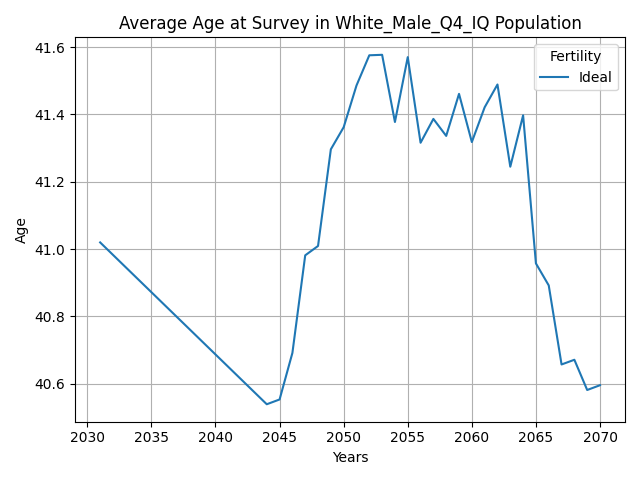 Average Age at Survey in White_Male_Q4_IQ Population
Fertility
Ideal
41.6
41.4
41.2
41.0
40.8
40.6
Age
2030 2035 2040 2045 2050 2055 2060 2065 2070
Years